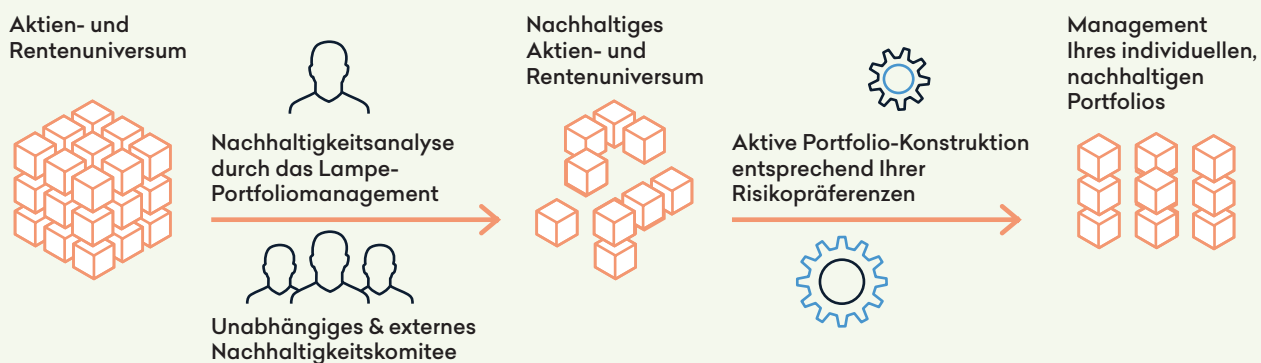 Aktien- und
Rentenuniversum
Nachhaltigkeitsanalyse
durch das Lampe-
Portfoliomanagement
Unabhängiges & externes
Nachhaltigkeitskomitee
Nachhaltiges
Aktien- und
Rentenuniversum
Aktive Portfolio-Konstruktion
entsprechend Ihrer
Risikopräferenzen
Management
Ihres individuellen,
nachhaltigen
Portfolios